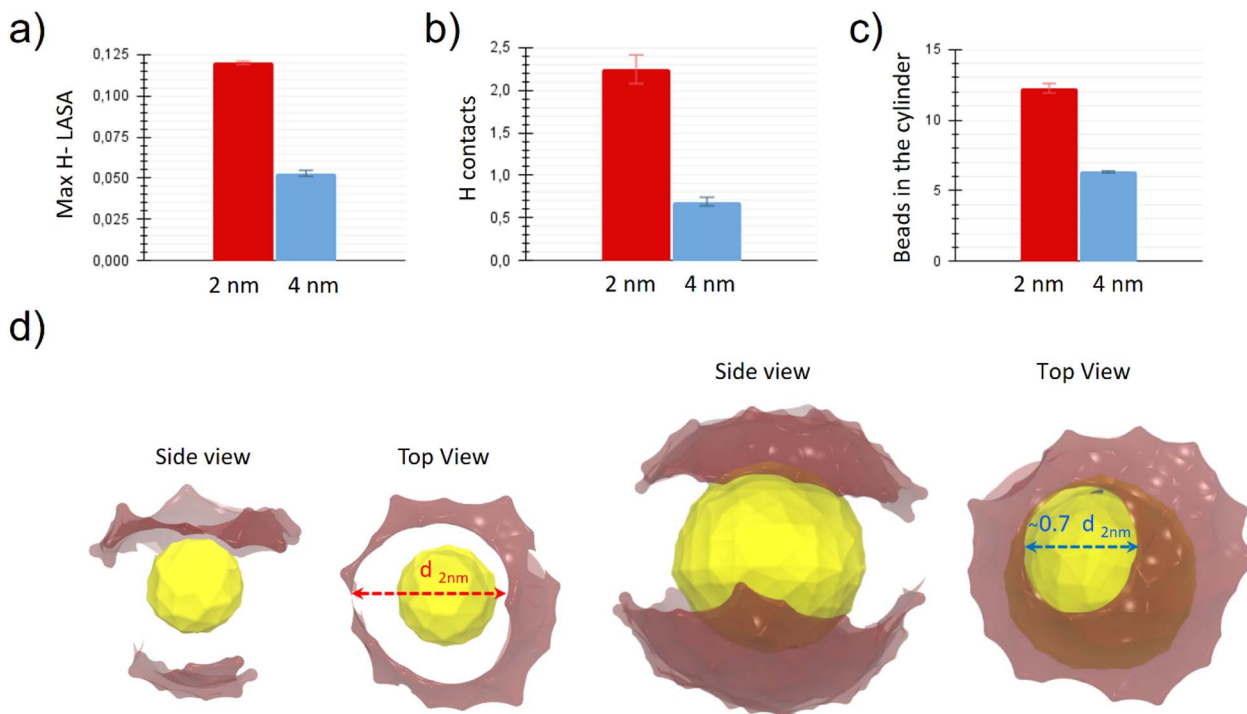 a)
Max H- LASA
0,125
0,100
0,075
0,050
0,025
0,000
2 nm 4 nm
b)
H contacts
2,5
2,0
1,5
1,0
0,5
0,0
2 nm 4 nm
c)
Beads in the cylinder
15
10
5
0
2 nm 4 nm
d)
Side view
Top View
d 2nm
Side view
Top View
~0.7 d 2nm